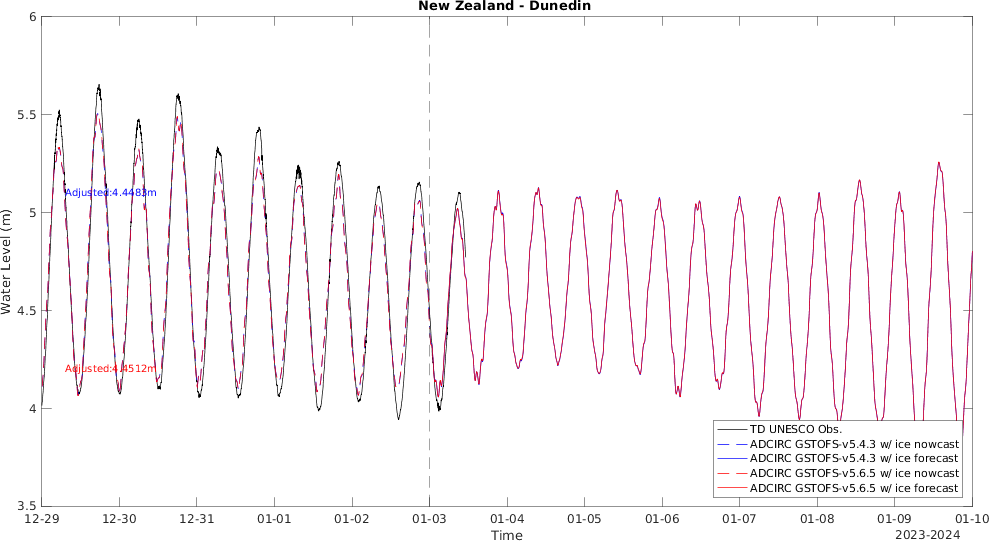 New Zealand - Dunedin
6
5.5
5
4.5
4
3.5
Water Level (m)
Adjusted:4.4483m
Adjusted:4.4512m
TD UNESCO Obs.
ADCIRC GSTOFS-v5.4.3 w/ ice nowcast
ADCIRC GSTOFS-v5.4.3 w/ ice forecast
ADCIRC GSTOFS-v5.6.5 w/ ice nowcast
ADCIRC GSTOFS-v5.6.5 w/ ice forecast
12-29 12-30 12-31 01-01 01-02 01-03 01-04 01-05 01-06 01-07 01-08 01-09 01-10
Time
2023-2024